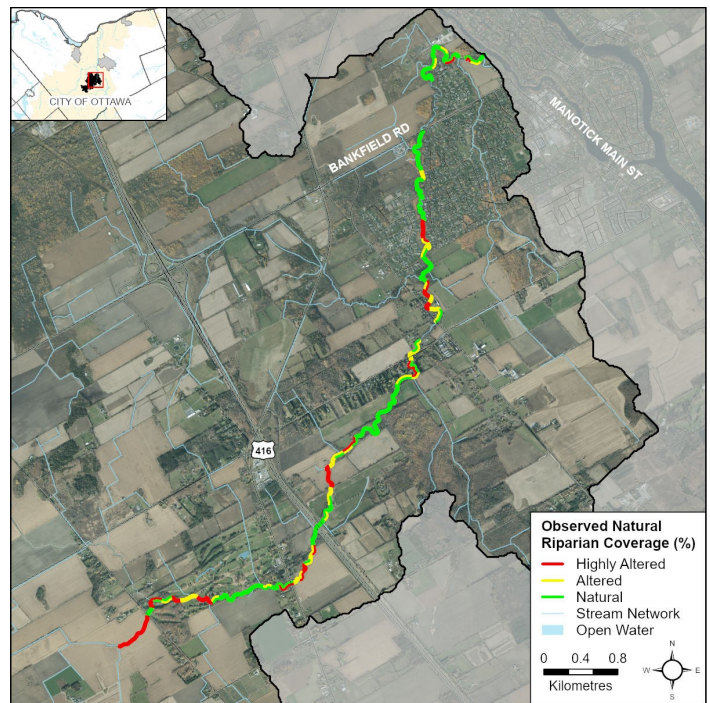 CITY OF OTTAWA
BANKFIELD RD
MANOTICK MAIN ST
416
Observed Natural
Riparian Coverage (%)
Highly Altered
Altered
Natural
Stream Network
Open Water
0 0.4 0.8
Kilometres
N
W E
S